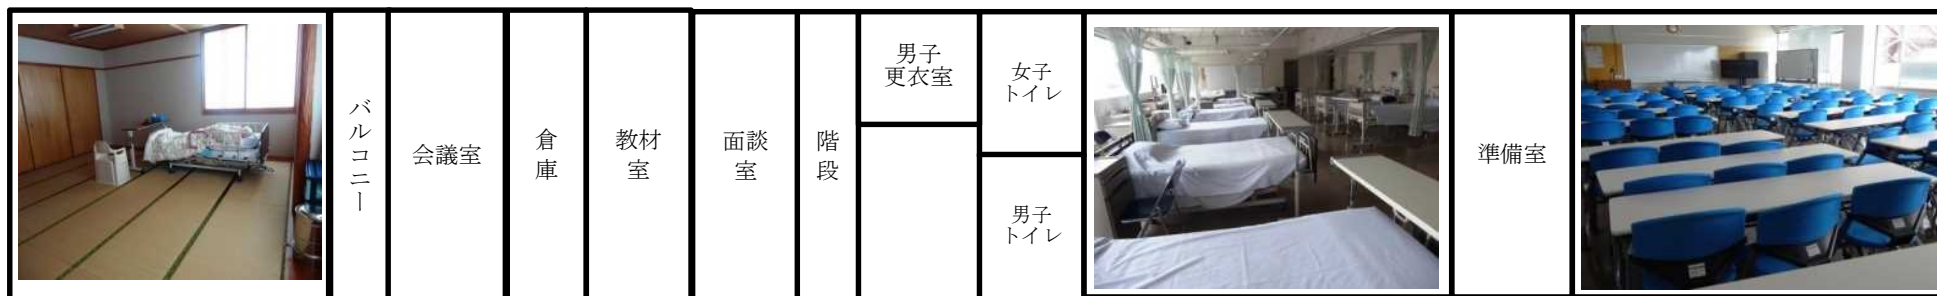 バルコニー
会議室
倉庫
教材
室
面談
室
階段
男子
更衣室
女子
トイレ
男子
トイレ
準備室